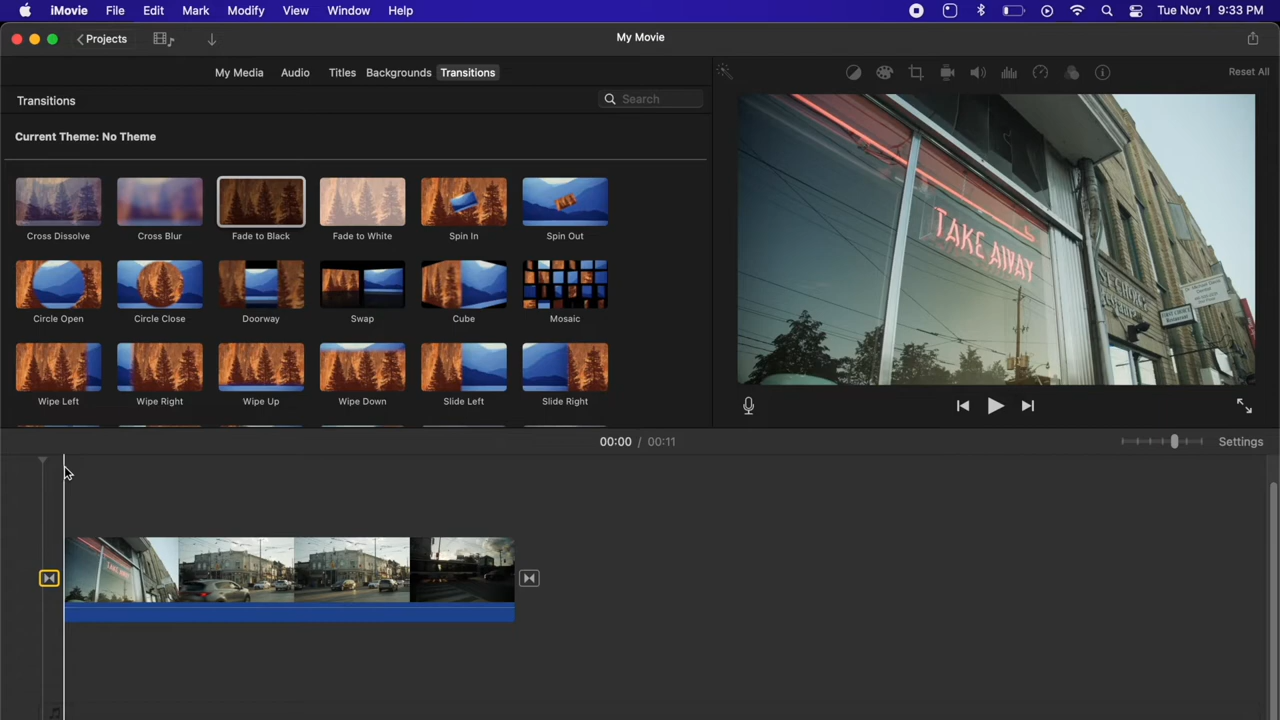 iMovie File Edit Mark Modify View Window Help Tue Nov 1 9:33 PM
Projects My Movie
My Media Audio Titles Backgrounds Transitions Reset All
Transitions Search
Current Theme: No Theme
Cross Dissolve Cross Blur Fade to Black Fade to White Spin In Spin Out
Circle Open Circle Close Doorway Swap Cube Mosaic
Wipe Left Wipe Right Wipe Up Wipe Down Slide Left Slide Right
TAKE AWAY
FIRST CHOICE
Restaurant
00:00 / 00:11 Settings